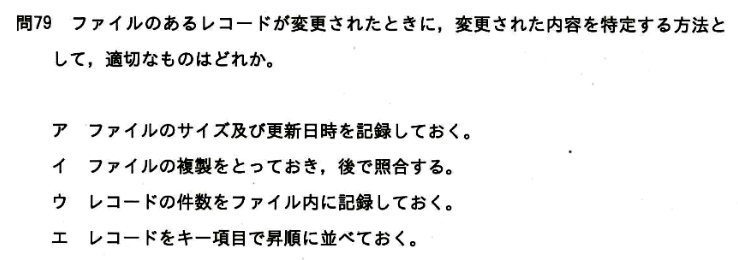 問79　ファイルのあるレコードが変更されたときに，変更された内容を特定する方法と
して，適切なものはどれか。
ア　ファイルのサイズ及び更新日時を記録しておく。
イ　ファイルの複製をとっておき，後で照合する。
ウ　レコードの件数をファイル内に記録しておく。
エ　レコードをキー項目で昇順に並べておく。